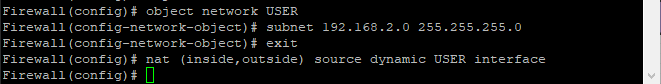 Firewall(config)# object network USER
Firewall(config-network-object)# subnet 192.168.2.0 255.255.255.0
Firewall(config-network-object)# exit
Firewall(config)# nat (inside,outside) source dynamic USER interface
Firewall(config)#